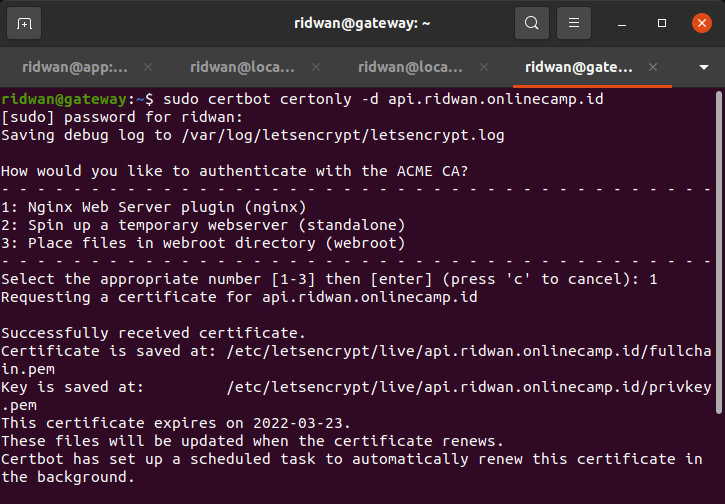 ridwan@gateway: ~
ridwan@app:...
ridwan@loca...
ridwan@loca...
ridwan@gate...
ridwan@gateway:~$ sudo certbot certonly -d api.ridwan.onlinecamp.id
[sudo] password for ridwan:
Saving debug log to /var/log/letsencrypt/letsencrypt.log
How would you like to authenticate with the ACME CA?
- - - - - - - - - - - - - - - - - - - - - - - - - - - - - - - - - - - - - - - -
1: Nginx Web Server plugin (nginx)
2: Spin up a temporary webserver (standalone)
3: Place files in webroot directory (webroot)
- - - - - - - - - - - - - - - - - - - - - - - - - - - - - - - - - - - - - - - -
Select the appropriate number [1-3] then [enter] (press 'c' to cancel): 1
Requesting a certificate for api.ridwan.onlinecamp.id
Successfully received certificate.
Certificate is saved at: /etc/letsencrypt/live/api.ridwan.onlinecamp.id/fullcha
in.pem
Key is saved at:         /etc/letsencrypt/live/api.ridwan.onlinecamp.id/privkey
.pem
This certificate expires on 2022-03-23.
These files will be updated when the certificate renews.
Certbot has set up a scheduled task to automatically renew this certificate in
the background.